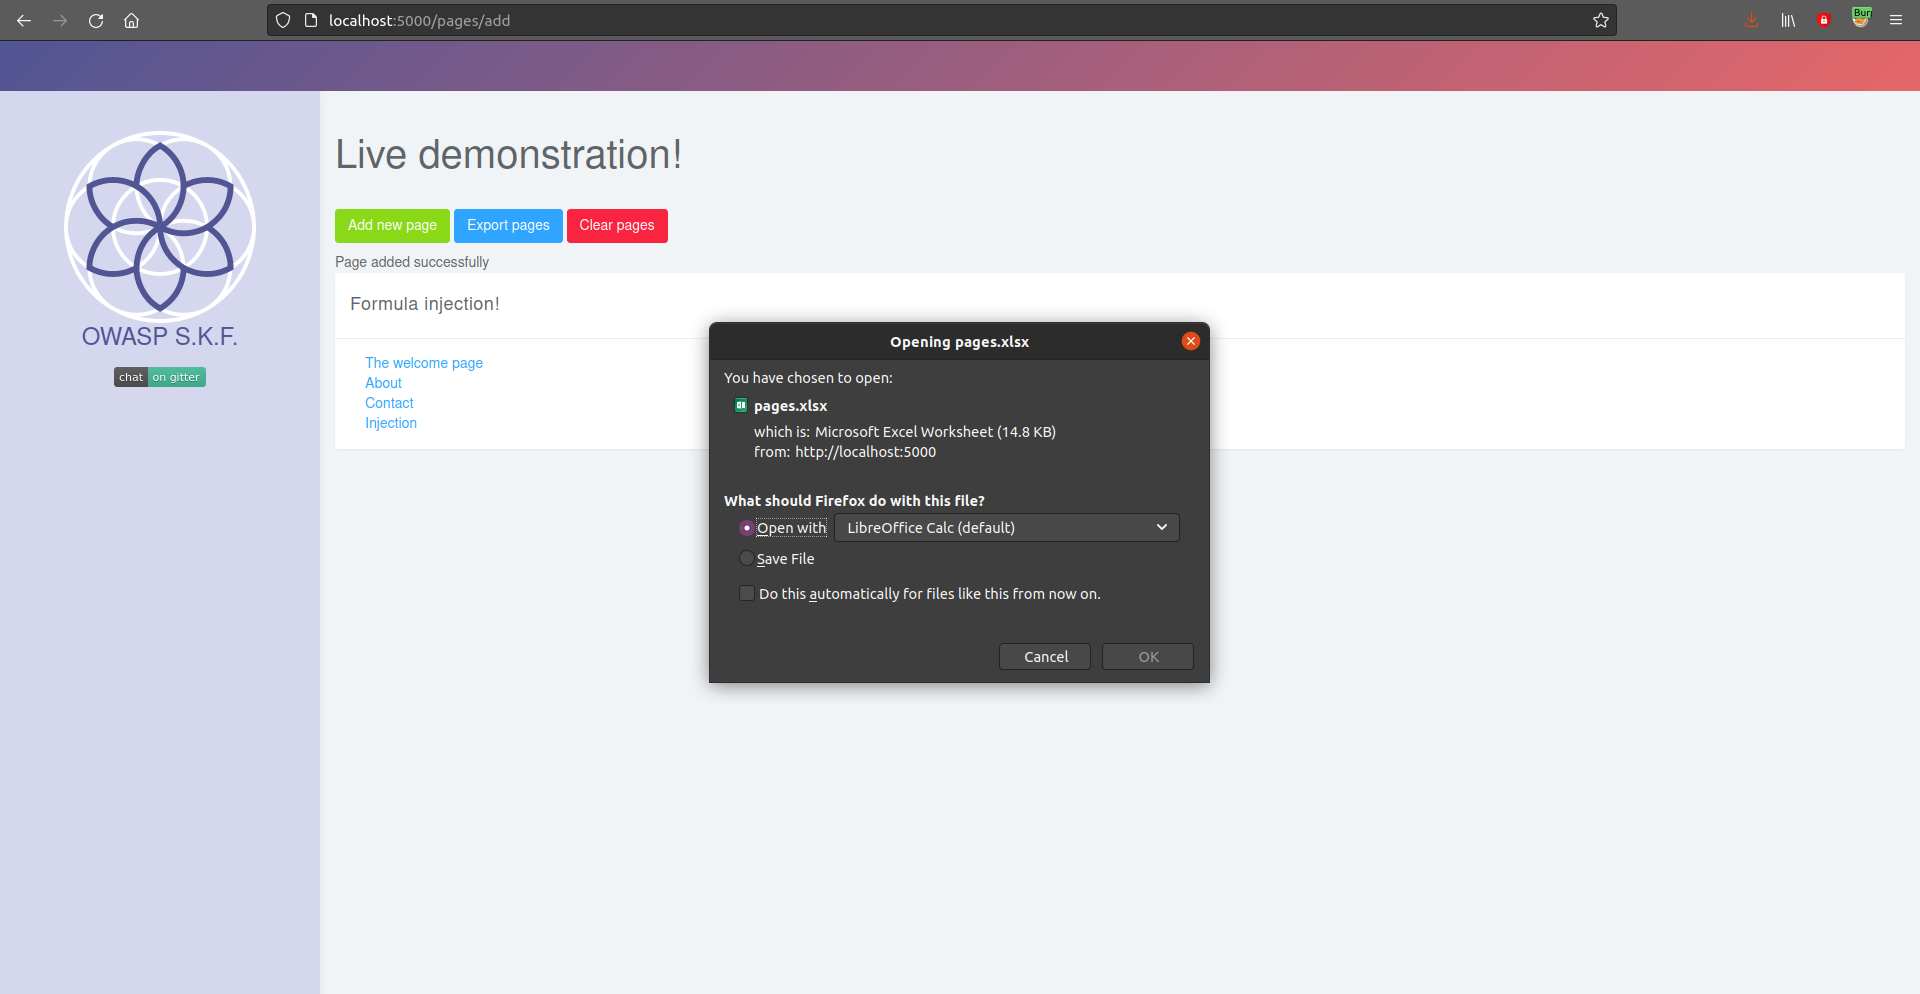 localhost:5000/pages/add
Bur
Live demonstration!
Add new page Export pages Clear pages
Page added successfully
Formula injection!
The welcome page
About
Contact
Injection
OWASP S.K.F.
chat on gitter
Opening pages.xlsx
You have chosen to open:
pages.xlsx
which is: Microsoft Excel Worksheet (14.8 KB)
from: http://localhost:5000
What should Firefox do with this file?
Open with LibreOffice Calc (default)
Save File
Do this automatically for files like this from now on.
Cancel OK